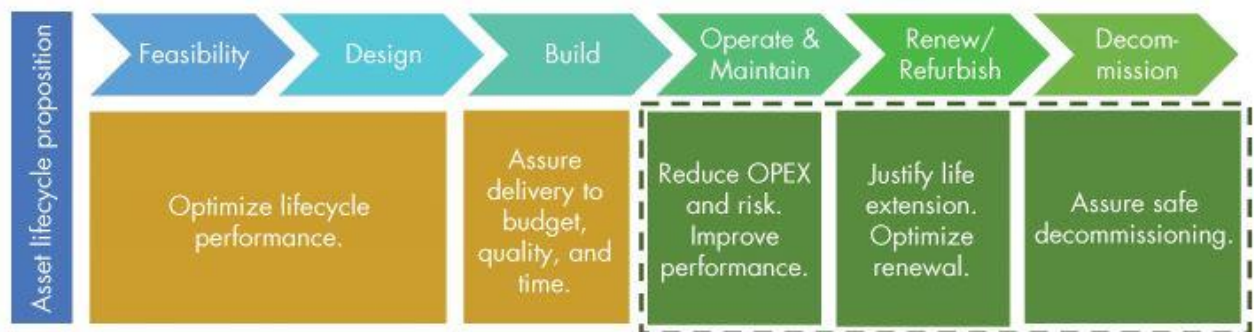 Asset lifecycle proposition
Feasibility
Design
Build
Operate &
Maintain
Renew/
Refurbish
Decom-
mission
Optimize lifecycle
performance.
Assure
delivery to
budget,
quality, and
time.
Reduce OPEX
and risk.
Improve
performance.
Justify life
extension.
Optimize
renewal.
Assure safe
decommissioning.